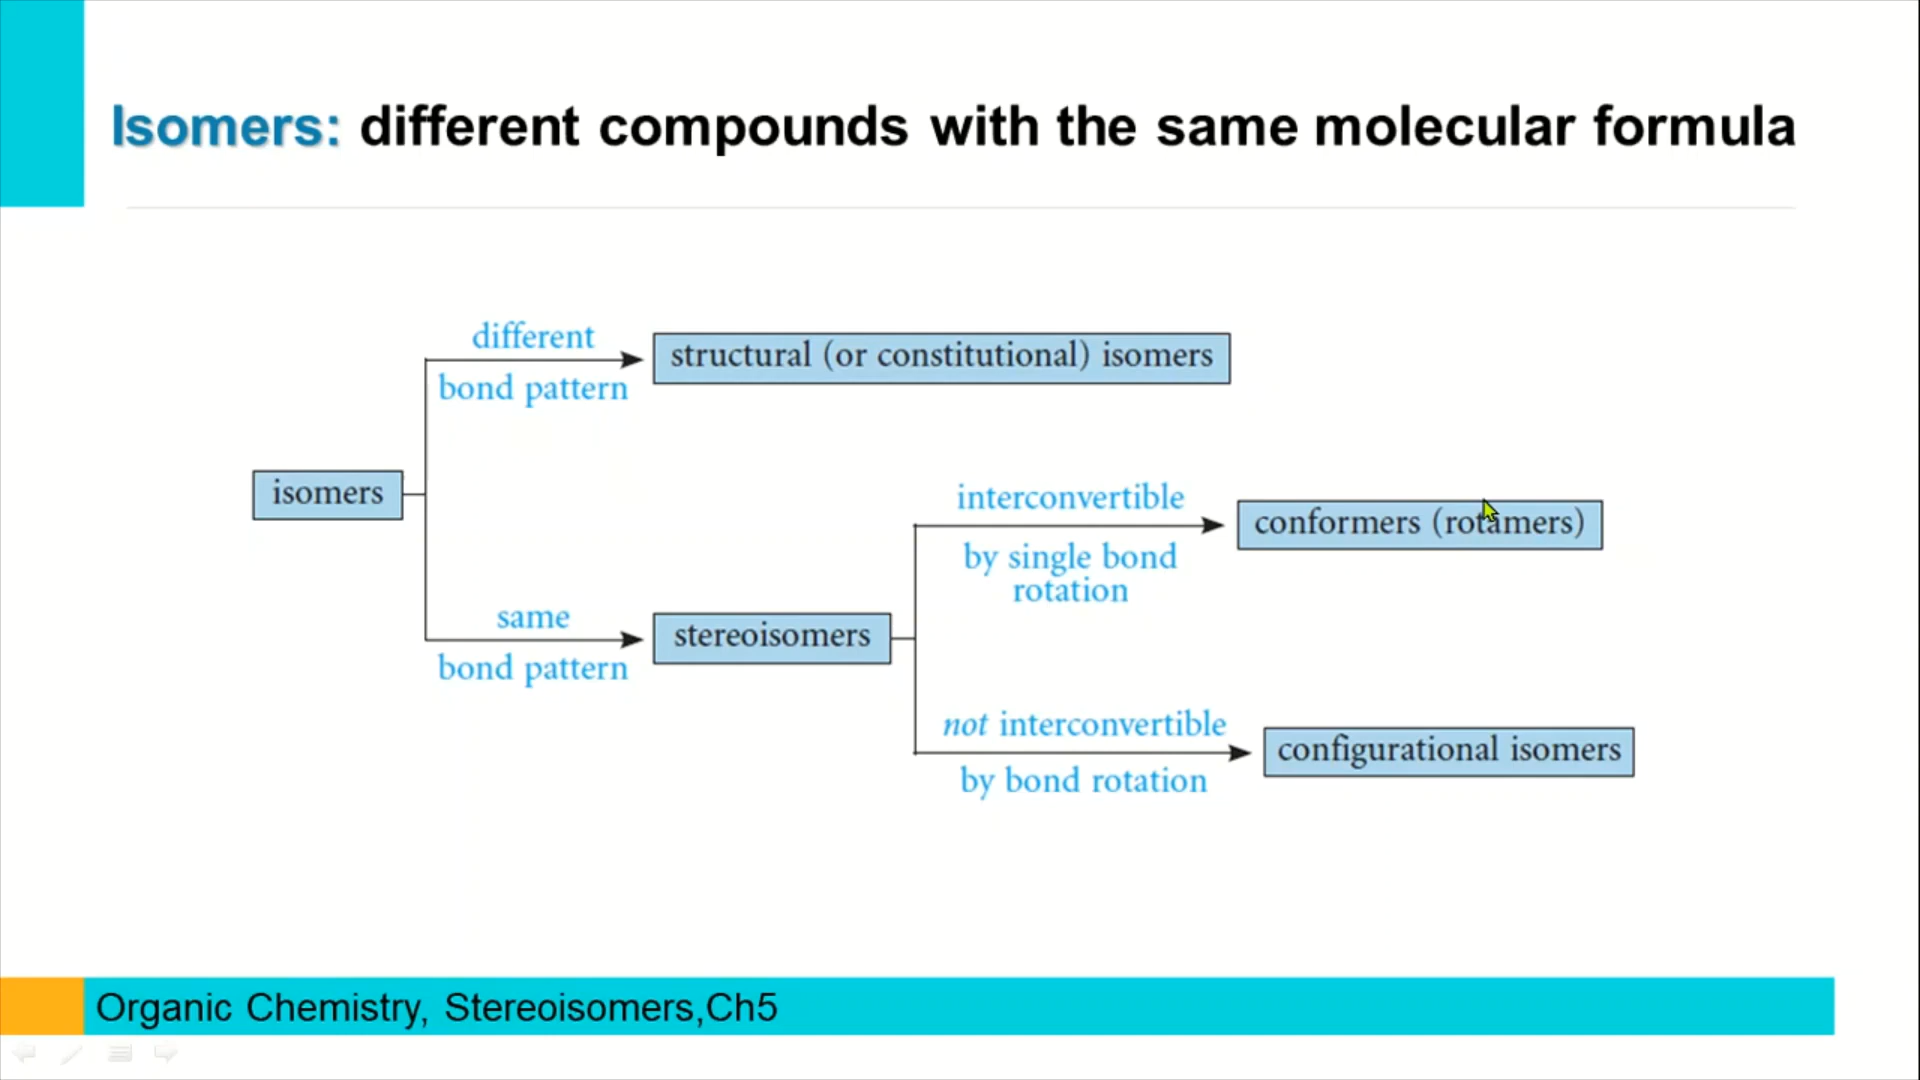 Isomers: different compounds with the same molecular formula
different
bond pattern
structural (or constitutional) isomers
isomers
same
bond pattern
stereoisomers
interconvertible
by single bond
rotation
conformers (rotamers)
not interconvertible
by bond rotation
configurational isomers
Organic Chemistry, Stereoisomers,Ch5